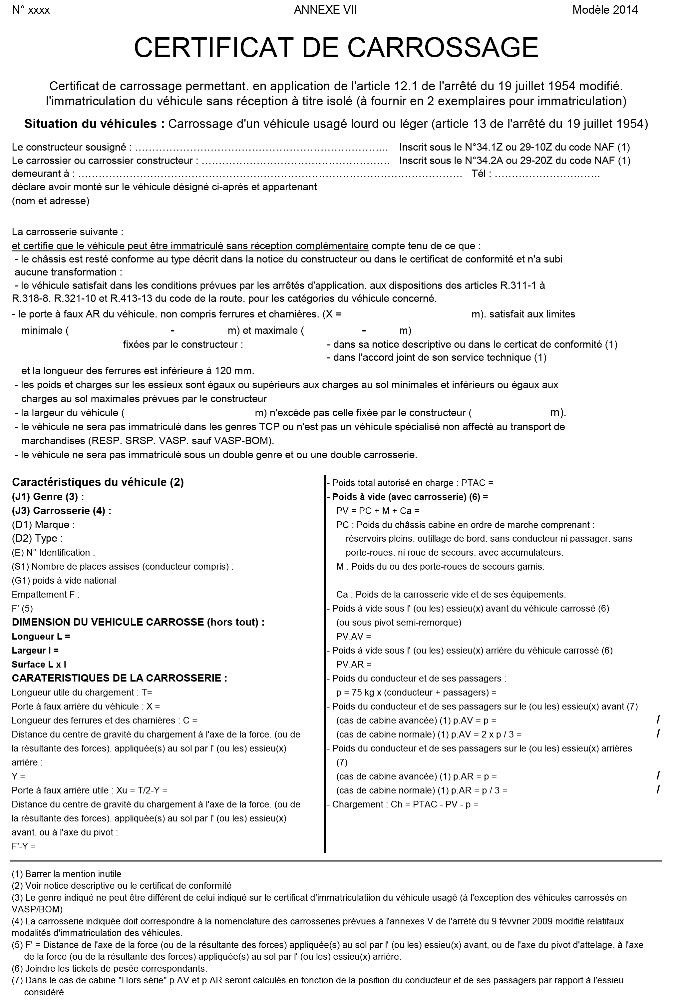 N° xxxx ANNEXE VII Modèle 2014
CERTIFICAT DE CARROSSAGE
Certificat de carrossage permettant. en application de l'article 12.1 de l'arrêté du 19 juillet 1954 modifié.
l'immatriculation du véhicule sans réception à titre isolé (à fournir en 2 exemplaires pour immatriculation)
Situation du véhicules : Carrossage d'un véhicule usagé lourd ou léger (article 13 de l'arrêté du 19 juillet 1954)
Le constructeur sousigné : ……………………………………………………………….. Inscrit sous le N°34.1Z ou 29-10Z du code NAF (1)
Le carrossier ou carrossier constructeur : ………………………………………………. Inscrit sous le N°34.2A ou 29-20Z du code NAF (1)
demeurant à : …………………………………………………………………………………………………. Tél : ………………………….
déclare avoir monté sur le véhicule désigné ci-après et appartenant
(nom et adresse)
La carrosserie suivante :
et certifie que le véhicule peut être immatriculé sans réception complémentaire compte tenu de ce que :
- le châssis est resté conforme au type décrit dans la notice du constructeur ou dans le certificat de conformité et n'a subi
aucune transformation :
- le véhicule satisfait dans les conditions prévues par les arrêtés d'application. aux dispositions des articles R.311-1 à
R.318-8. R.321-10 et R.413-13 du code de la route. pour les catégories du véhicule concerné.
- le porte à faux AR du véhicule. non compris ferrures et charnières. (X = m). satisfait aux limites
minimale ( - m) et maximale ( - m)
fixées par le constructeur : - dans sa notice descriptive ou dans le certicat de conformité (1)
- dans l'accord joint de son service technique (1)
et la longueur des ferrures est inférieure à 120 mm.
- les poids et charges sur les essieux sont égaux ou supérieurs aux charges au sol minimales et inférieurs ou égaux aux
charges au sol maximales prévues par le constructeur
- la largeur du véhicule ( m) n'excède pas celle fixée par le constructeur ( m).
- le véhicule ne sera pas immatriculé dans les genres TCP ou n'est pas un véhicule spécialisé non affecté au transport de
marchandises (RESP. SRSP. VASP. sauf VASP-BOM).
- le véhicule ne sera pas immatriculé sous un double genre et ou une double carrosserie.
Caractéristiques du véhicule (2)
(J1) Genre (3) :
(J3) Carrosserie (4) :
(D1) Marque :
(D2) Type :
(E) N° Identification :
(S1) Nombre de places assises (conducteur compris) :
(G1) poids à vide national
Empattement F :
F' (5)
DIMENSION DU VEHICULE CARROSSE (hors tout) :
Longueur L =
Largeur l =
Surface L x l
CARATERISTIQUES DE LA CARROSSERIE :
Longueur utile du chargement : T=
Porte à faux arrière du véhicule : X =
Longueur des ferrures et des charnières : C =
Distance du centre de gravité du chargement à l'axe de la force. (ou de
la résultante des forces). appliquée(s) au sol par l' (ou les) essieu(x)
arrière :
Y =
Porte à faux arrière utile : Xu = T/2-Y =
Distance du centre de gravité du chargement à l'axe de la force. (ou de
la résultante des forces). appliquée(s) au sol par l' (ou les) essieu(x)
avant. ou à l'axe du pivot :
F'-Y =
- Poids total autorisé en charge : PTAC =
- Poids à vide (avec carrosserie) (6) =
PV = PC + M + Ca =
PC : Poids du châssis cabine en ordre de marche comprenant :
réservoirs pleins. outillage de bord. sans conducteur ni passager. sans
porte-roues. ni roue de secours. avec accumulateurs.
M : Poids du ou des porte-roues de secours garnis.
Ca : Poids de la carrosserie vide et de ses équipements.
- Poids à vide sous l' (ou les) essieu(x) avant du véhicule carrossé (6)
(ou sous pivot semi-remorque)
PV.AV =
- Poids à vide sous l' (ou les) essieu(x) arrière du véhicule carrossé (6)
PV.AR =
- Poids du conducteur et de ses passagers :
p = 75 kg x (conducteur + passagers) =
- Poids du conducteur et de ses passagers sur le (ou les) essieu(x) avant (7)
(cas de cabine avancée) (1) p.AV = p = /
(cas de cabine normale) (1) p.AV = 2 x p / 3 = /
- Poids du conducteur et de ses passagers sur le (ou les) essieu(x) arrières
(7)
(cas de cabine avancée) (1) p.AR = p = /
(cas de cabine normale) (1) p.AR = p / 3 = /
- Chargement : Ch = PTAC - PV - p =
(1) Barrer la mention inutile
(2) Voir notice descriptive ou le certificat de conformité
(3) Le genre indiqué ne peut être différent de celui indiqué sur le certificat d'immatriculatiion du véhicule usagé (à l'exception des véhicules carrossés en
VASP/BOM)
(4) La carrosserie indiquée doit correspondre à la nomenclature des carrosseries prévues à l'annexes V de l'arrèté du 9 févvrier 2009 modifié relatifaux
modalités d'immatriculation des véhicules.
(5) F' = Distance de l'axe de la force (ou de la résultante des forces) appliquée(s) au sol par l' (ou les) essieu(x) avant, ou de l'axe du pivot d'attelage, à l'axe
de la force (ou de la résultante des forces) appliquée(s) au sol par l' (ou les) essieu(x) arrière.
(6) Joindre les tickets de pesée correspondants.
(7) Dans le cas de cabine "Hors série" p.AV et p.AR seront calculés en fonction de la position du conducteur et de ses passagers par rapport à l'essieu
considéré.